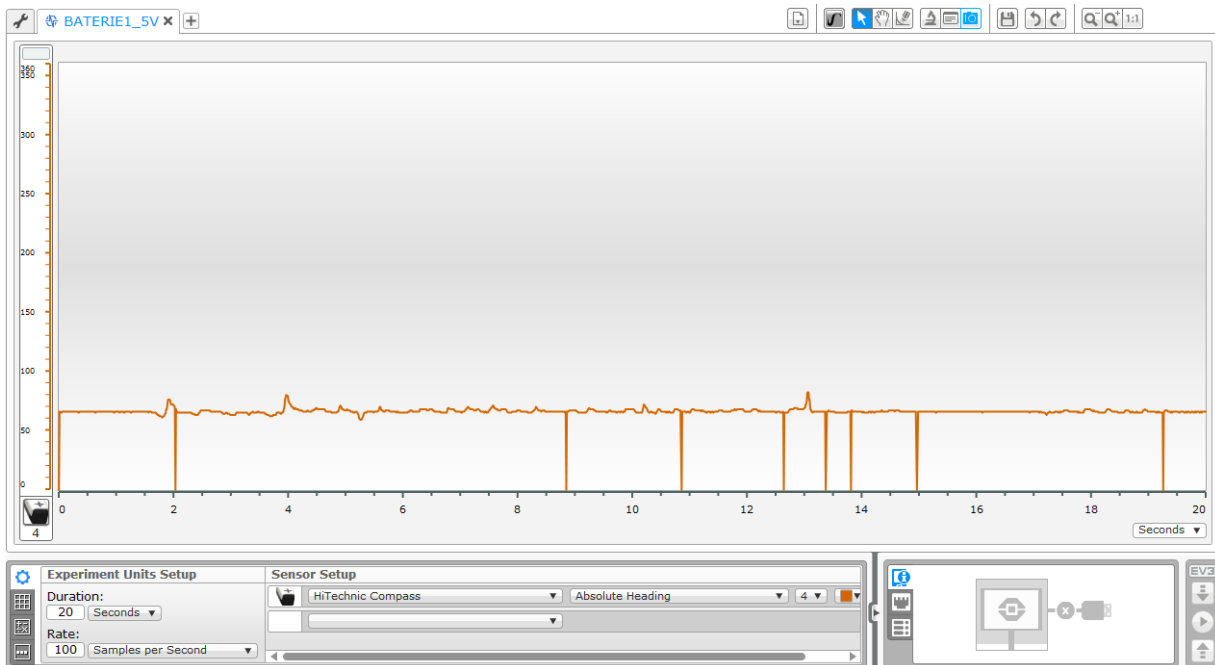 BATERIE1_5V
1:1
360
350
300
250
200
150
100
50
0
0 2 4 6 8 10 12 14 16 18 20
4
Seconds
Experiment Units Setup
Sensor Setup
Duration:
20 Seconds
Rate:
100 Samples per Second
HiTechnic Compass Absolute Heading 4
EV3